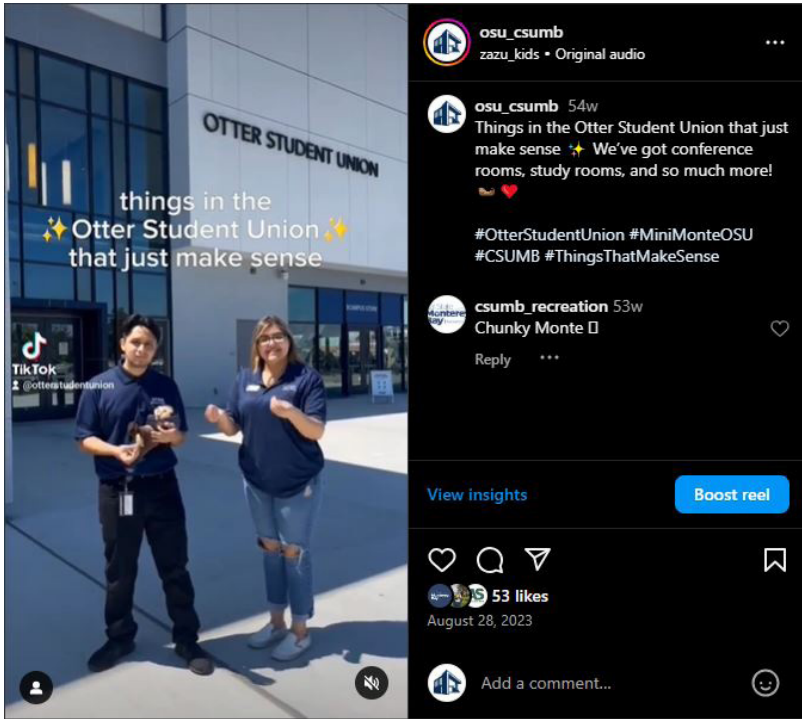 OTTER STUDENT UNION
things in the
✨Otter Student Union✨
that just make sense
TikTok
@otterstudentunion
osu_csumb
zazu_kids • Original audio
osu_csumb 54w
Things in the Otter Student Union that just
make sense ✨ We've got conference
rooms, study rooms, and so much more!
🦦 ❤️
#OtterStudentUnion #MiniMonteOSU
#CSUMB #ThingsThatMakeSense
csumb_recreation 53w
Chunky Monte
Reply
View insights
Boost reel
53 likes
August 28, 2023
Add a comment...